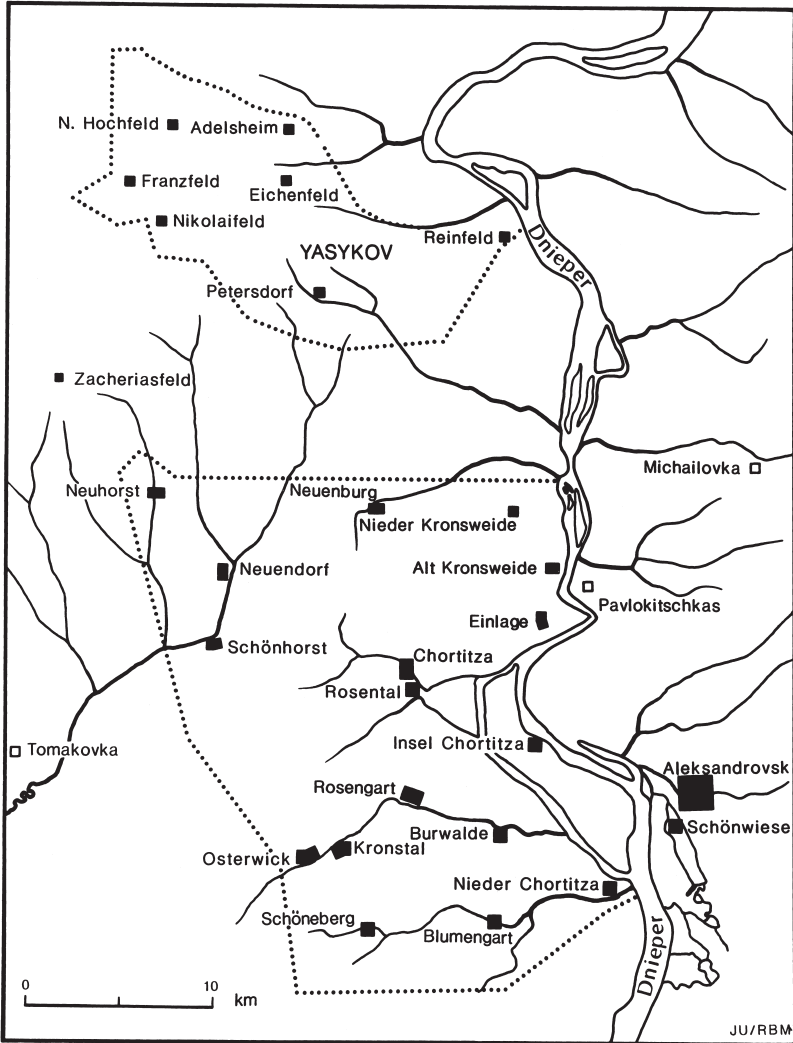 N. Hochfeld
Adelsheim
Franzfeld
Eichenfeld
Nikolaifeld
Reinfeld
Dnieper
YASYKOV
Petersdorf
Zacheriasfeld
Michailovka
Neuhorst
Neuenburg
Nieder Kronsweide
Neuendorf
Alt Kronsweide
Pavlokitschkas
Einlage
Schönhorst
Chortitza
Rosental
Insel Chortitza
Tomakovka
Aleksandrovsk
Rosengart
Schönwiese
Burwalde
Osterwick
Kronstal
Nieder Chortitza
Schöneberg
Blumengart
Dnieper
0 10
km
JU/RBM